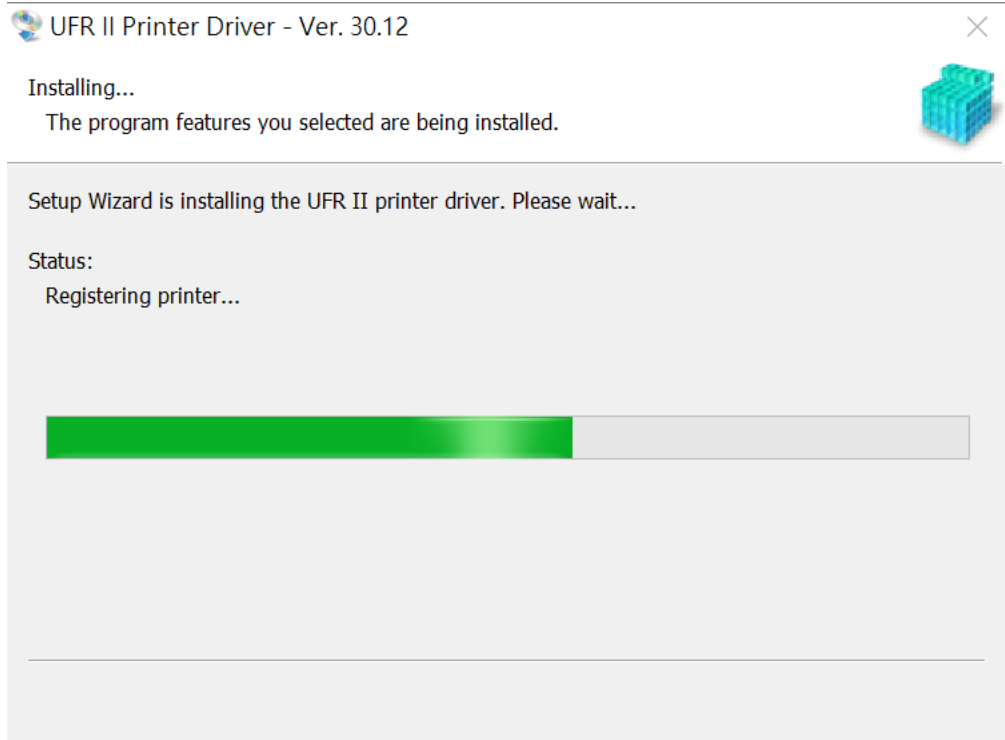 UFR II Printer Driver - Ver. 30.12
Installing...
The program features you selected are being installed.
Setup Wizard is installing the UFR II printer driver. Please wait...
Status:
Registering printer...